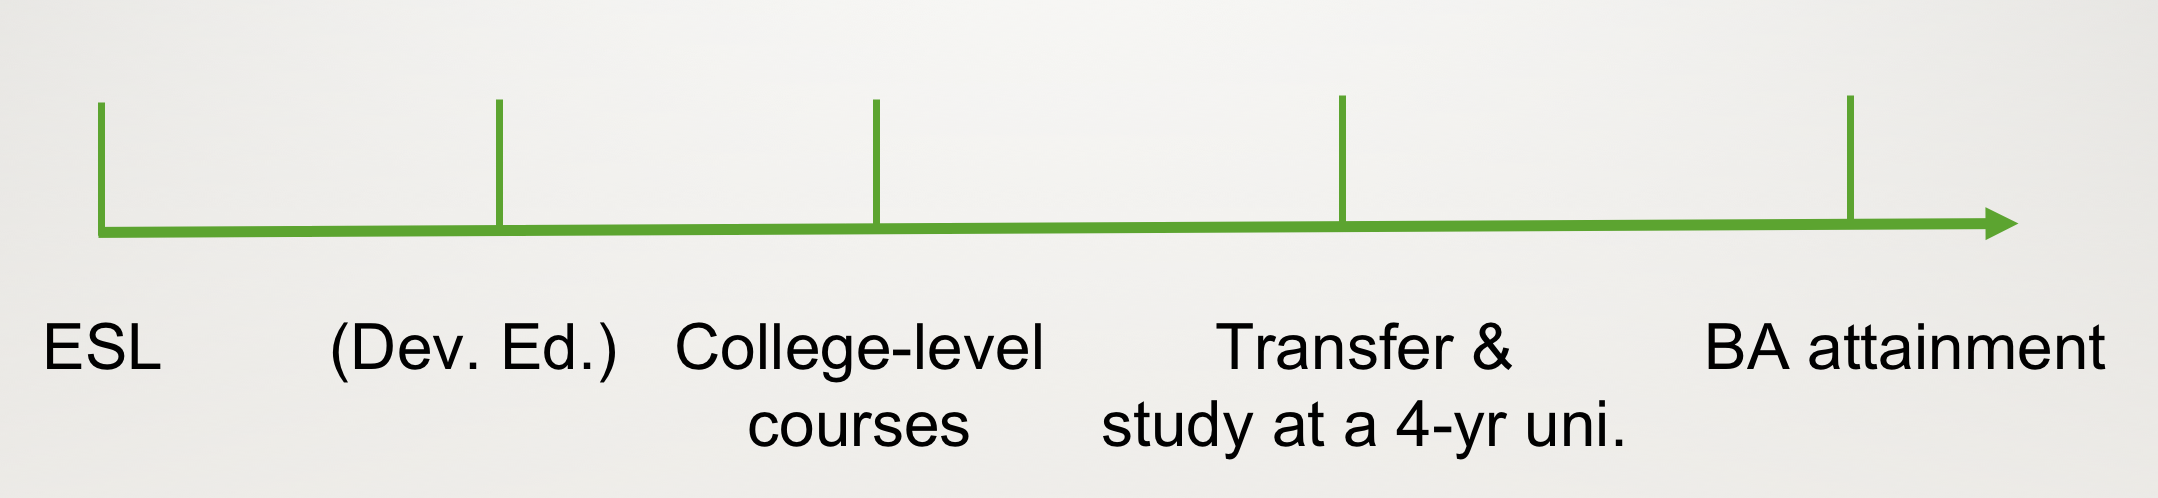 ESL (Dev. Ed.) College-level courses Transfer & study at a 4-yr uni. BA attainment